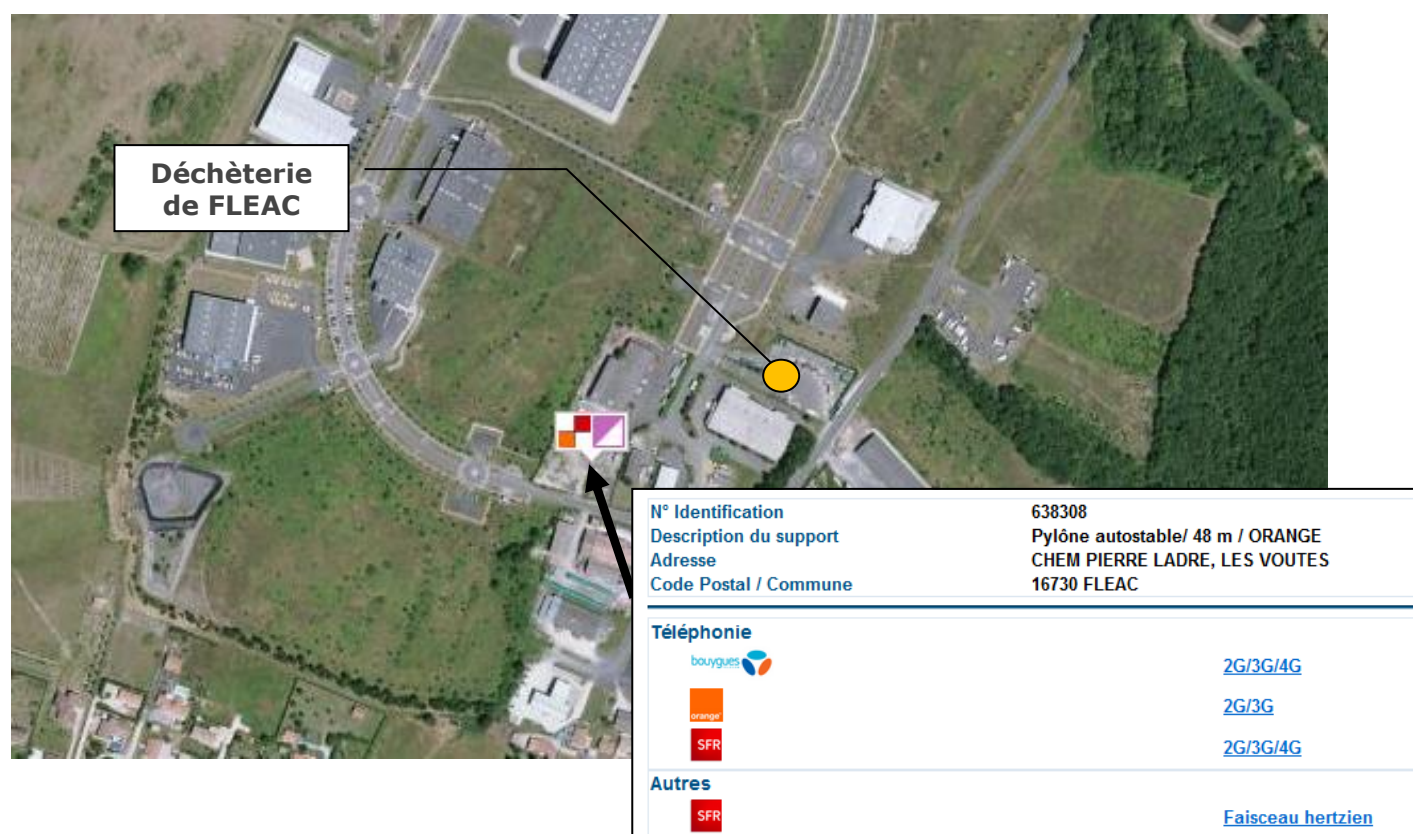 Déchèterie
de FLEAC
N° Identification 638308
Description du support Pylône autostable/ 48 m / ORANGE
Adresse CHEM PIERRE LADRE, LES VOUTES
Code Postal / Commune 16730 FLEAC
Téléphonie
bouygues 2G/3G/4G
orange 2G/3G
SFR 2G/3G/4G
Autres
SFR Faisceau hertzien